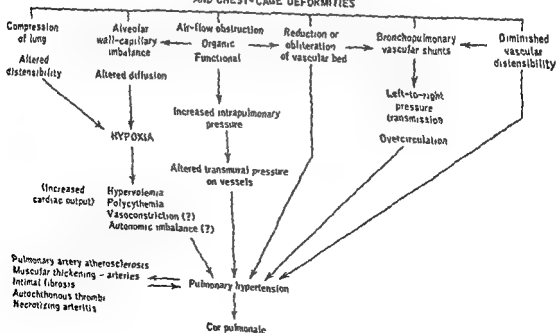 AND CHEST-CAGE DEFORMITIES
Compression
of lung
Altered
distensibility
Alveolar
wall-capillary
imbalance
Altered diffusion
HYPOXIA
(Increased
cardiac output)
Hypervolemia
Polycythemia
Vasoconstriction (?)
Autonomic imbalance (?)
Air-flow obstruction
Organic
Functional
Increased intrapulmonary
pressure
Altered transmural pressure
on vessels
Reduction or
obliteration
of vascular bed
Bronchopulmonary
vascular shunts
Left-to-right
pressure
transmission
Overcirculation
Diminished
vascular
distensibility
Pulmonary artery atherosclerosis
Muscular thickening - arteries
Intimal fibrosis
Autochthonous thrombi
Necrotizing arteritis
Pulmonary hypertension
Cor pulmonale